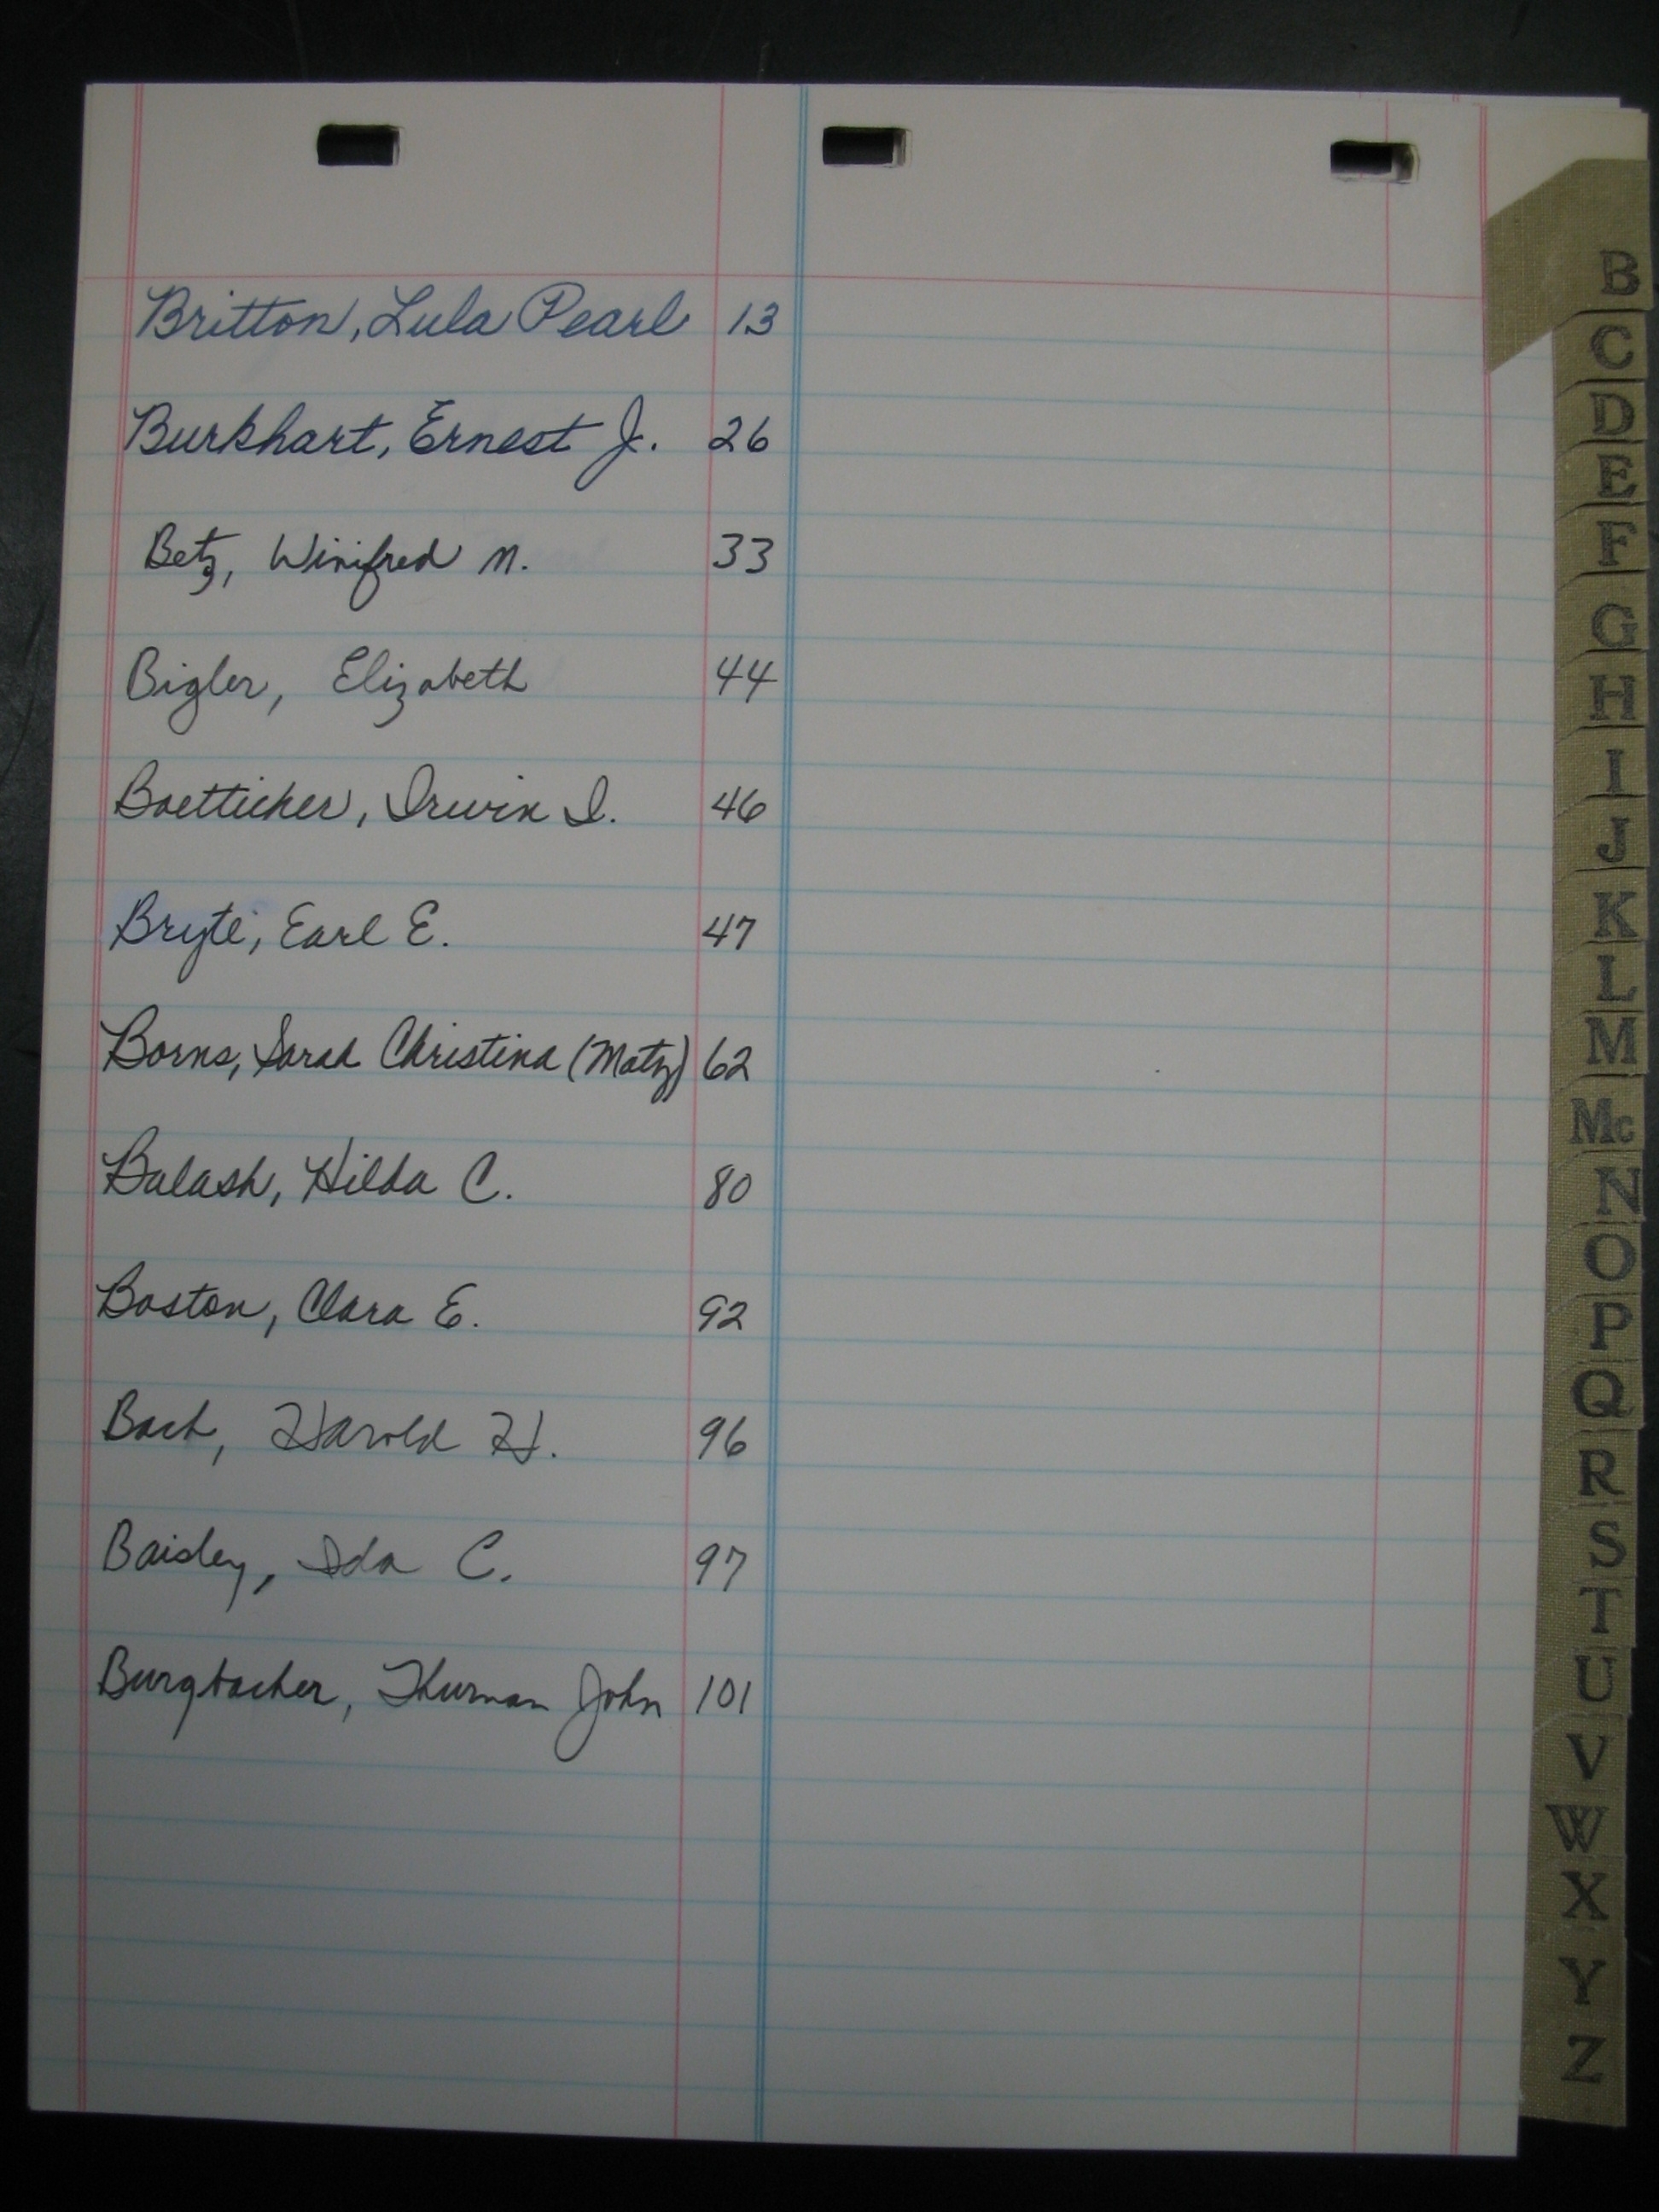 Britton, Lula Pearl 13
Burkhart, Ernest J. 26
Betz, Winifred M. 33
Bigler, Elizabeth 44
Boetticher, Irwin I. 46
Bryte, Earl E. 47
Borns, Sarah Christina (Motz) 62
Balash, Hilda C. 80
Boston, Clara E. 92
Bach, Harold H. 96
Baisley, Ida C. 97
Burgbacher, Thurman John 101
B
C
D
E
F
G
H
I
J
K
L
M
Mc
N
O
P
Q
R
S
T
U
V
W
X
Y
Z